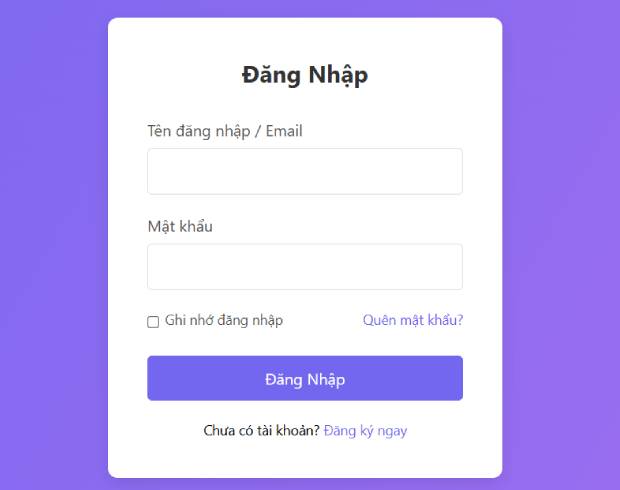 Đăng Nhập
Tên đăng nhập / Email
Mật khẩu
Ghi nhớ đăng nhập Quên mật khẩu?
Đăng Nhập
Chưa có tài khoản? Đăng ký ngay